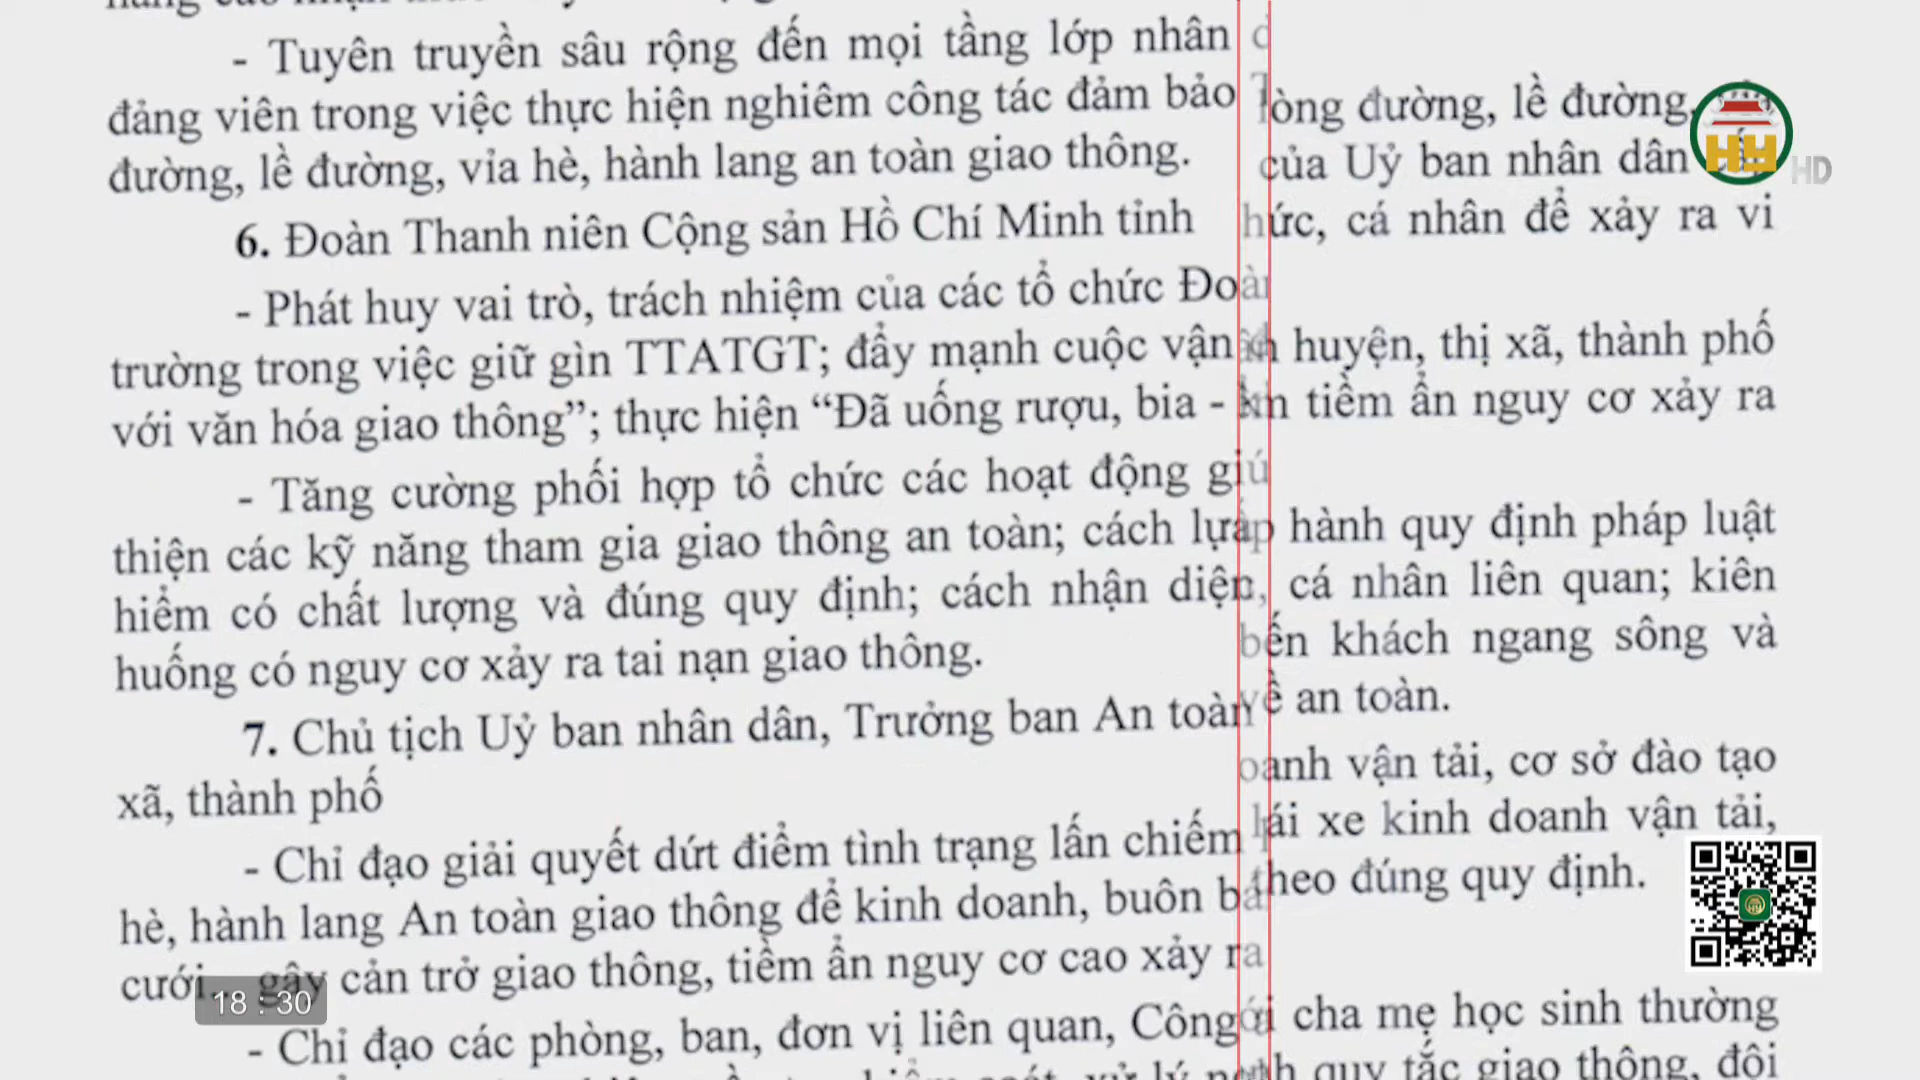 - Tuyên truyền sâu rộng đến mọi tầng lớp nhân
đảng viên trong việc thực hiện nghiêm công tác đảm bảo
đường, lề đường, vỉa hè, hành lang an toàn giao thông.
6. Đoàn Thanh niên Cộng sản Hồ Chí Minh tỉnh
- Phát huy vai trò, trách nhiệm của các tổ chức
trường trong việc giữ gìn TTATGT; đẩy mạnh cuộc vận
với văn hóa giao thông”; thực hiện “Đã uống rượu, bia -
- Tăng cường phối hợp tổ chức các hoạt động
thiện các kỹ năng tham gia giao thông an toàn; cách
hiểm có chất lượng và đúng quy định; cách nhận
huống có nguy cơ xảy ra tai nạn giao thông.
7. Chủ tịch Uỷ ban nhân dân, Trưởng ban An toàn
xã, thành phố
- Chỉ đạo giải quyết dứt điểm tình trạng lấn chiếm
hè, hành lang An toàn giao thông để kinh doanh, buôn
cưới... gây cản trở giao thông, tiềm ẩn nguy cơ cao xảy ra
- Chỉ đạo các phòng, ban, đơn vị liên quan, Công
lòng đường, lề đường,
của Uỷ ban nhân dân
cá nhân để xảy ra vi
huyện, thị xã, thành phố
tiềm ẩn nguy cơ xảy ra
hành quy định pháp luật
cá nhân liên quan; kiên
bến khách ngang sông và
về an toàn.
vận tải, cơ sở đào tạo
lái xe kinh doanh vận tải,
theo đúng quy định.
cha mẹ học sinh thường
quy tắc giao thông, đội
HY
HD
18 : 30